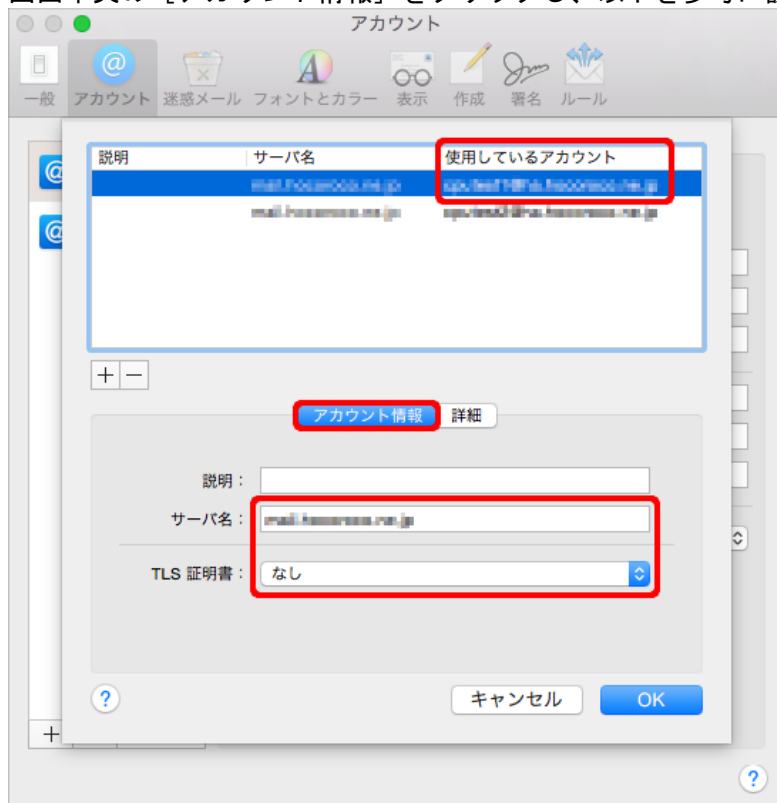 アカウント
一般 アカウント 迷惑メール フォントとカラー 表示 作成 署名 ルール
説明 サーバ名 使用しているアカウント
+ −
アカウント情報 詳細
説明：
サーバ名：
TLS 証明書： なし
? キャンセル OK
+
?